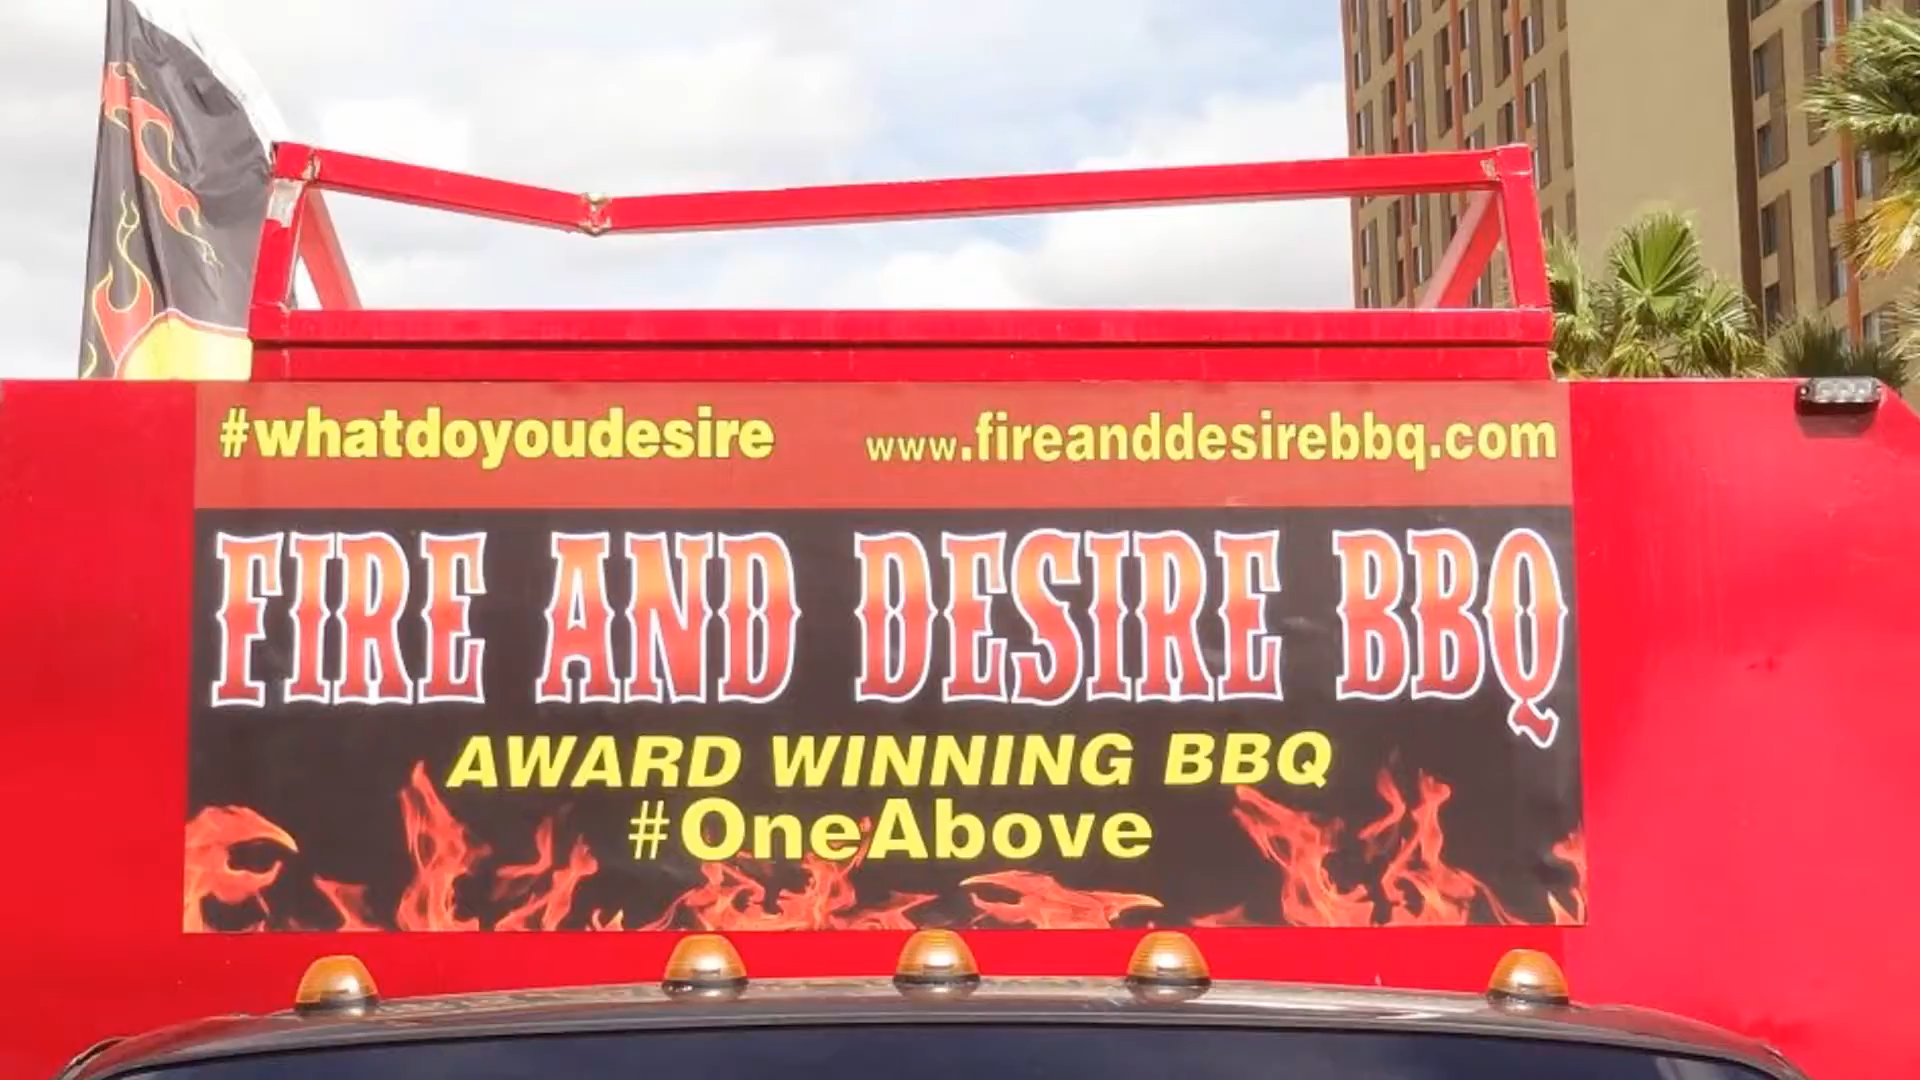 #whatdoyoudesire www.fireanddesirebbq.com
FIRE AND DESIRE BBQ
AWARD WINNING BBQ
#OneAbove